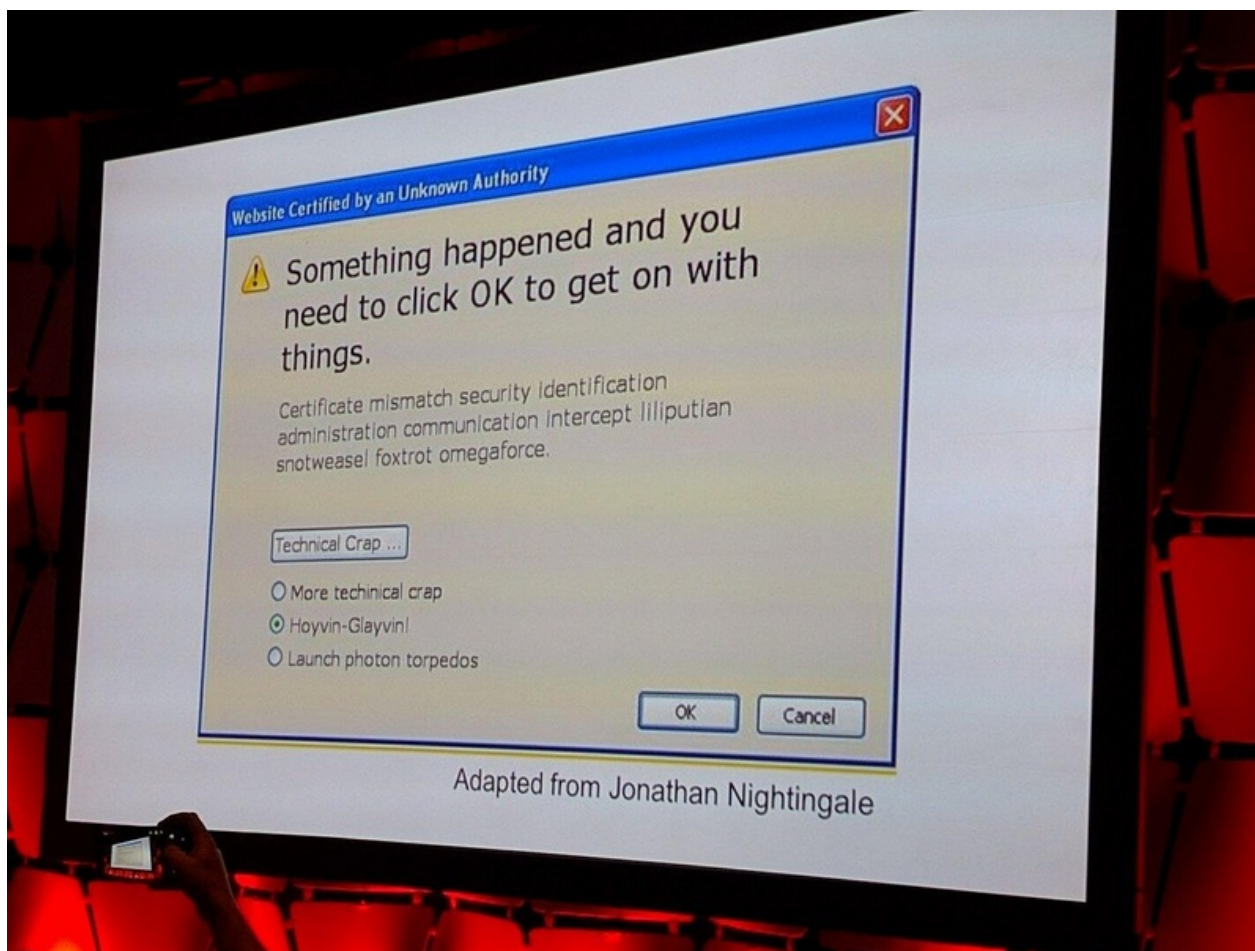 Website Certified by an Unknown Authority
Something happened and you
need to click OK to get on with
things.
Certificate mismatch security identification
administration communication intercept liliputian
snotweasel foxtrot omegaforce.
Technical Crap ...
More techinical crap
Hoyvin-Glayvin!
Launch photon torpedos
OK
Cancel
Adapted from Jonathan Nightingale